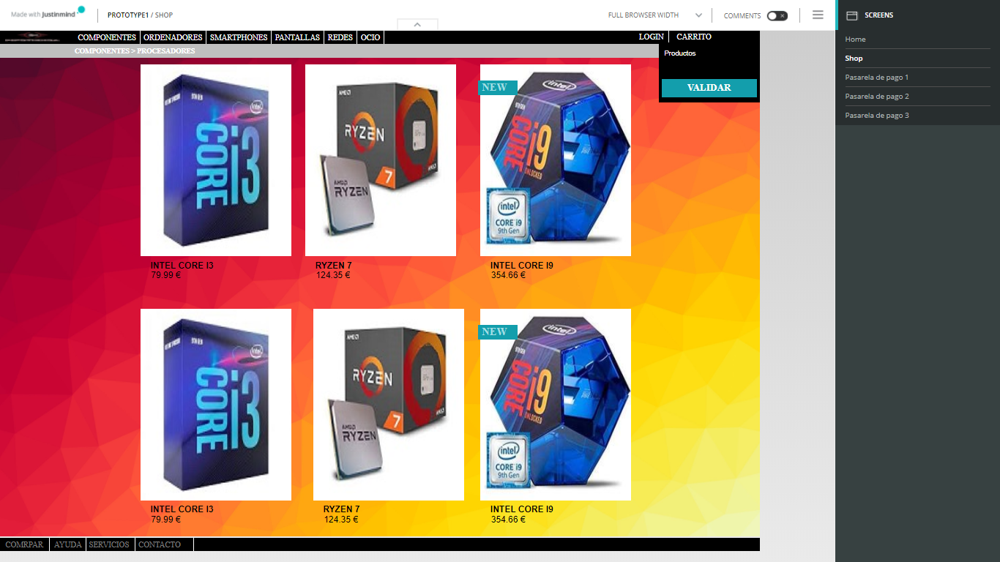 Made with Justinmind
PROTOTYPE1 / SHOP
FULL BROWSER WIDTH
COMMENTS
SCREENS
Home
Shop
Pasarela de pago 1
Pasarela de pago 2
Pasarela de pago 3
COMPONENTES ORDENADORES SMARTPHONES PANTALLAS REDES OCIO
LOGIN CARRITO
COMPONENTES > PROCESADORES
Productos
VALIDAR
intel
CORE i3
AMD
RYZEN
7
AMD
RYZEN
NEW
intel
CORE i9
UNLOCKED
intel
CORE i9
9th Gen
INTEL CORE I3
79.99 €
RYZEN 7
124.35 €
INTEL CORE I9
354.66 €
intel
CORE i3
AMD
RYZEN
7
AMD
RYZEN
NEW
intel
CORE i9
UNLOCKED
intel
CORE i9
9th Gen
INTEL CORE I3
79.99 €
RYZEN 7
124.35 €
INTEL CORE I9
354.66 €
COMRPAR AYUDA SERVICIOS CONTACTO